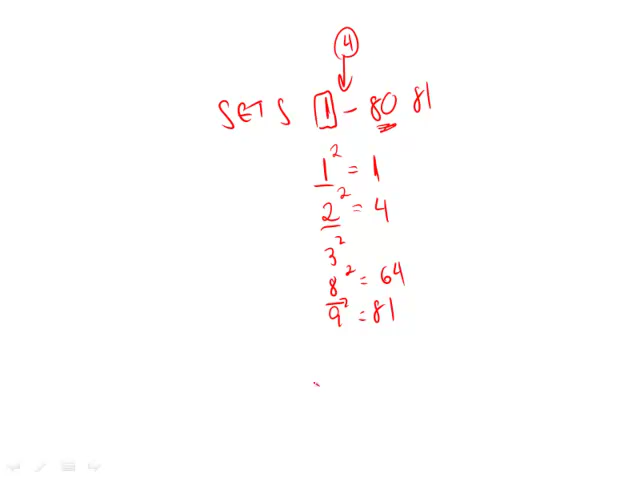 4
SETS 1 - 80 81
1² = 1
2² = 4
3²
8² = 64
9² = 81